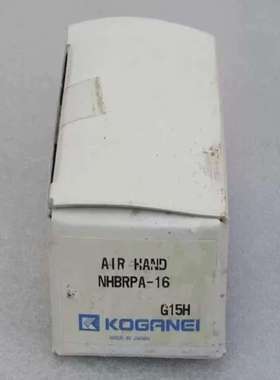 AIR HAND
NHBRPA-16
G15H
KOGANEI
MADE IN JAPAN